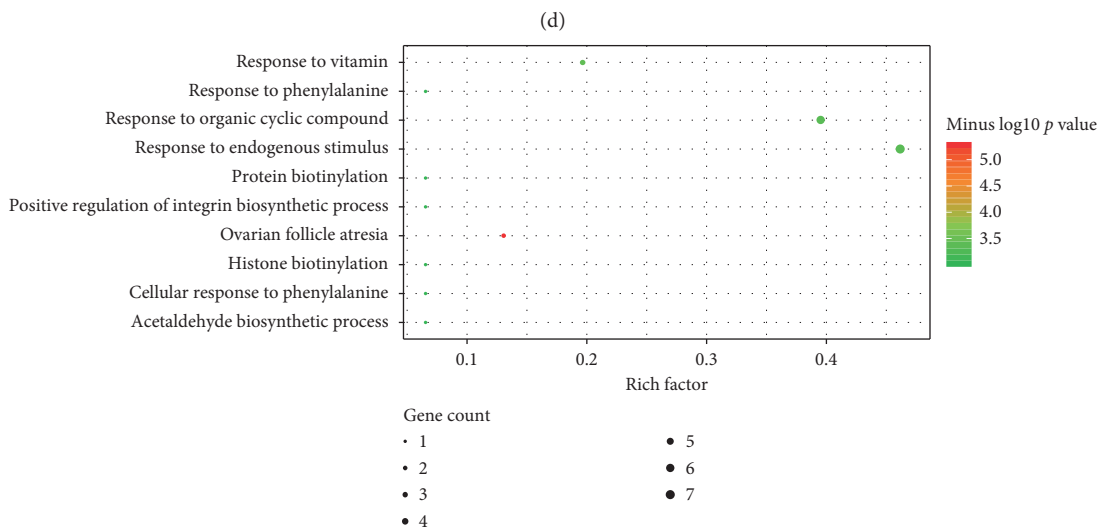 (d)
Response to vitamin
Response to phenylalanine
Response to organic cyclic compound
Response to endogenous stimulus
Protein biotinylation
Positive regulation of integrin biosynthetic process
Ovarian follicle atresia
Histone biotinylation
Cellular response to phenylalanine
Acetaldehyde biosynthetic process
0.1 0.2 0.3 0.4
Rich factor
Minus log10 p value
5.0
4.5
4.0
3.5
Gene count
1
2
3
4
5
6
7